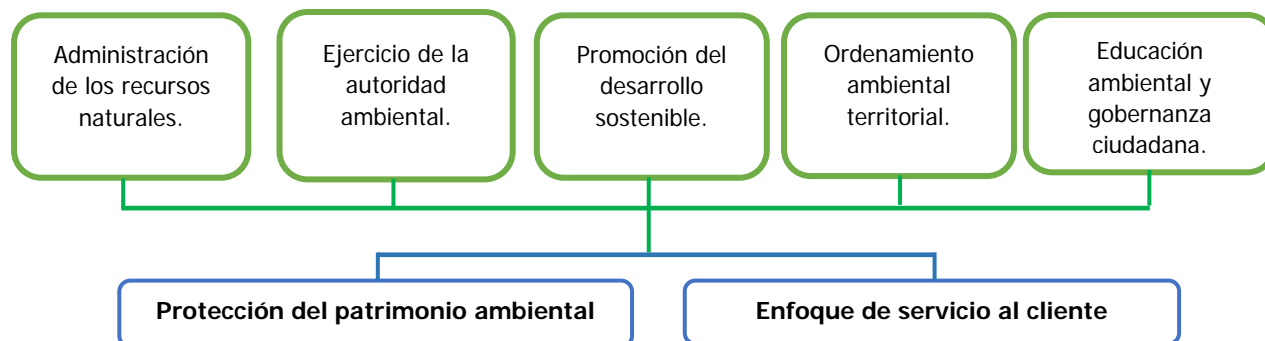 Administración
de los recursos
naturales.
Ejercicio de la
autoridad
ambiental.
Promoción del
desarrollo
sostenible.
Ordenamiento
ambiental
territorial.
Educación
ambiental y
gobernanza
ciudadana.
Protección del patrimonio ambiental
Enfoque de servicio al cliente